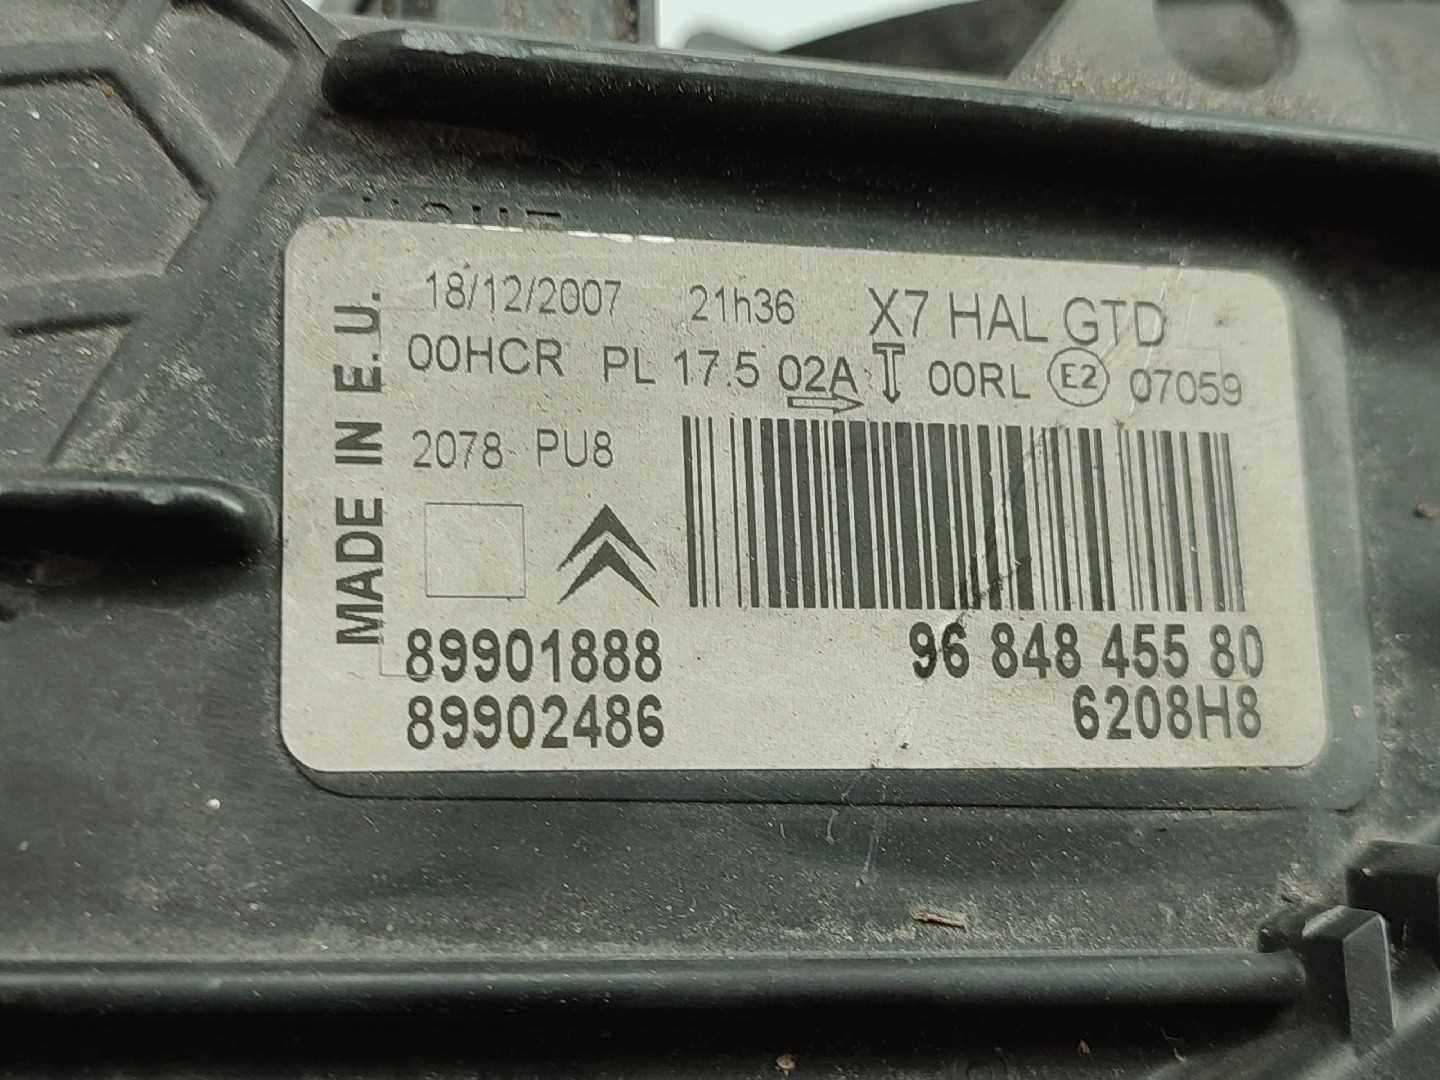 18/12/2007 21h36 X7 HAL GTD
00HCR PL 17.5 02A 00RL E2 07059
2078 PU8
MADE IN E.U.
89901888 96 848 455 80
89902486 6208H8